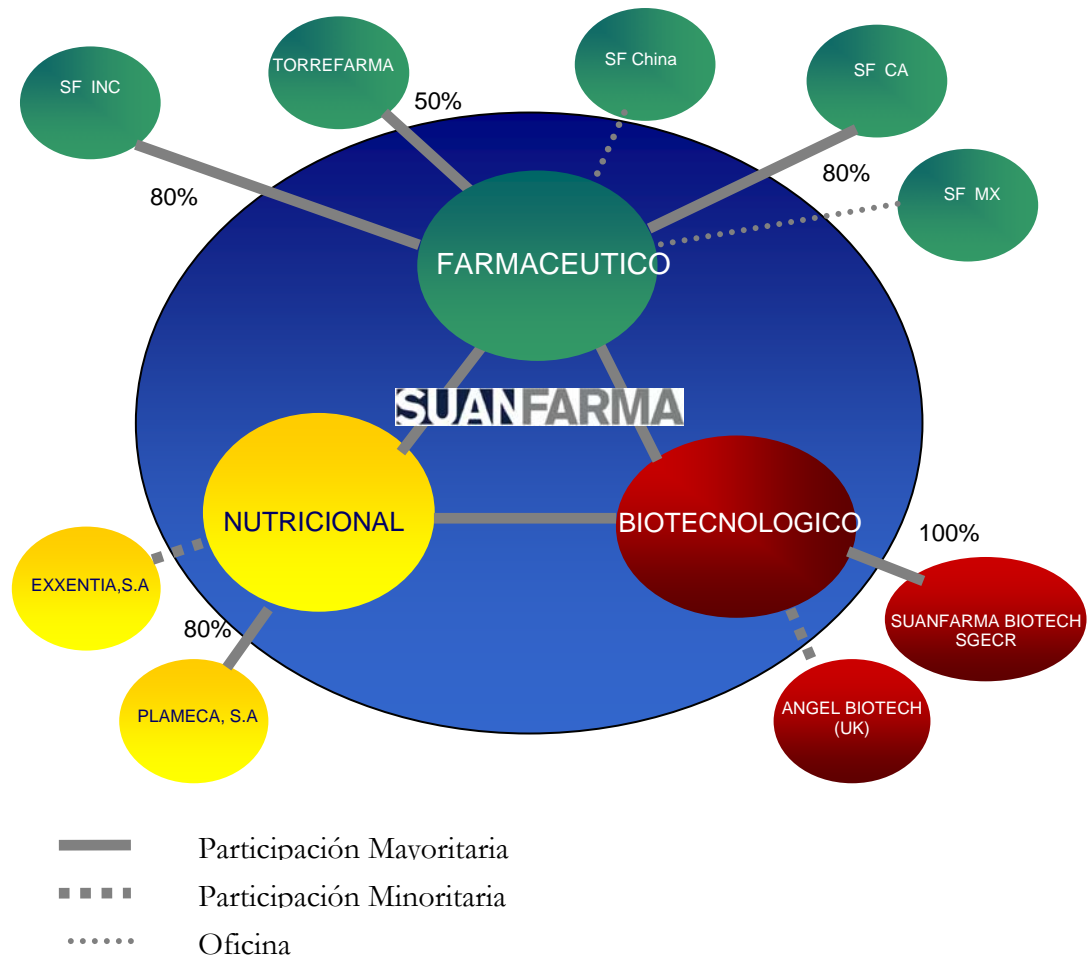 SF INC
TORREFARMA
SF China
SF CA
50%
80%
80%
SF MX
FARMACEUTICO
SUANFARMA
NUTRICIONAL
BIOTECNOLOGICO
100%
EXXENTIA,S.A
SUANFARMA BIOTECH
SGECR
80%
PLAMECA, S.A
ANGEL BIOTECH
(UK)
Participación Mayoritaria
Participación Minoritaria
Oficina